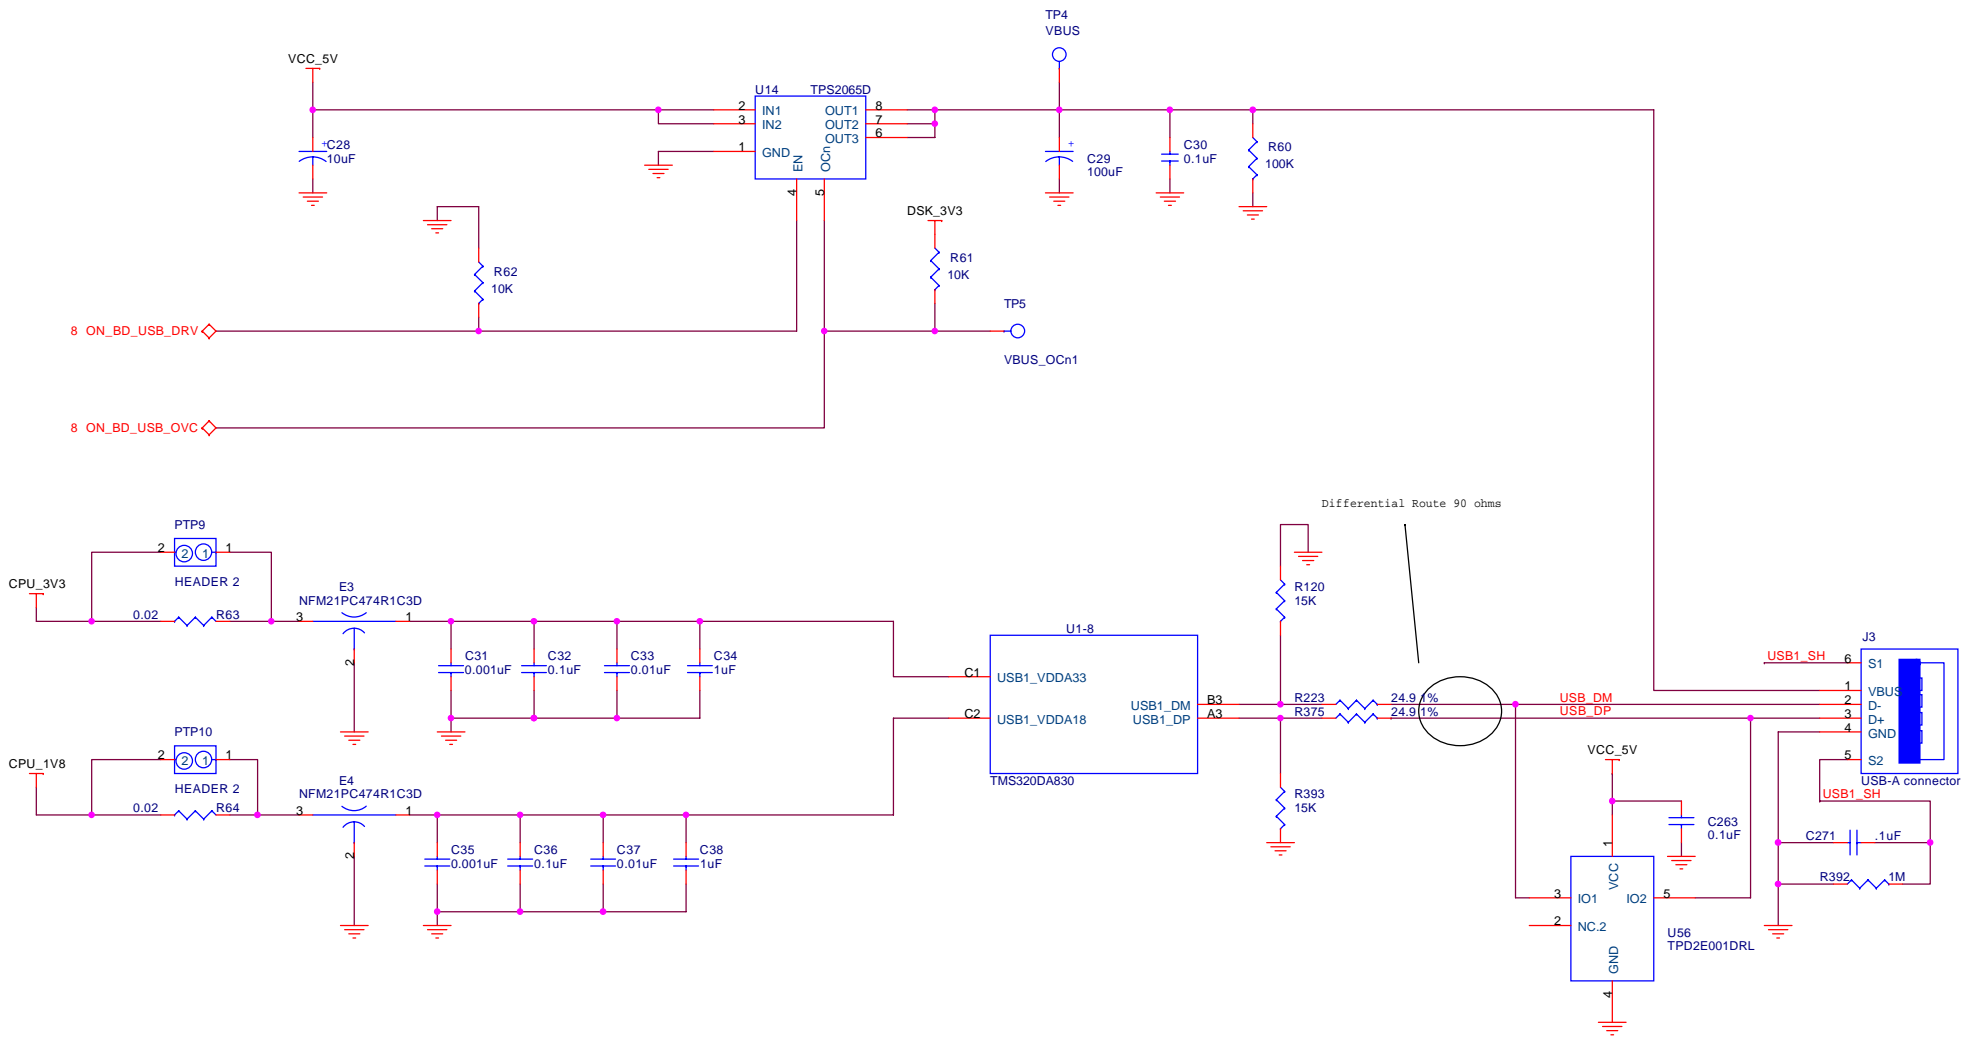 TP4
VBUS
VCC_5V
U14 TPS2065D
2 IN1 OUT1 8
3 IN2 OUT2 7
OUT3 6
1 GND
EN
OCn
4
5
+
C28
10uF
+
C29
100uF
C30
0.1uF
R60
100K
DSK_3V3
R61
10K
R62
10K
TP5
VBUS_OCn1
8 ON_BD_USB_DRV
8 ON_BD_USB_OVC
Differential Route 90 ohms
PTP9
2 2 1 1
HEADER 2
CPU_3V3
0.02 R63
E3
NFM21PC474R1C3D
3 1
2
C31
0.001uF
C32
0.1uF
C33
0.01uF
C34
1uF
U1-8
C1 USB1_VDDA33
C2 USB1_VDDA18
USB1_DM B3
USB1_DP A3
TMS320DA830
R120
15K
R223 24.9 1%
R375 24.9 1%
R393
15K
USB_DM
USB_DP
J3
USB1_SH 6 S1
1 VBUS
2 D-
3 D+
4 GND
5 S2
USB-A connector
USB1_SH
C271 .1uF
R392 1M
PTP10
2 2 1 1
HEADER 2
CPU_1V8
0.02 R64
E4
NFM21PC474R1C3D
3 1
2
C35
0.001uF
C36
0.1uF
C37
0.01uF
C38
1uF
VCC_5V
C263
0.1uF
1
VCC
3 IO1 IO2 5
2 NC.2
GND
4
U56
TPD2E001DRL